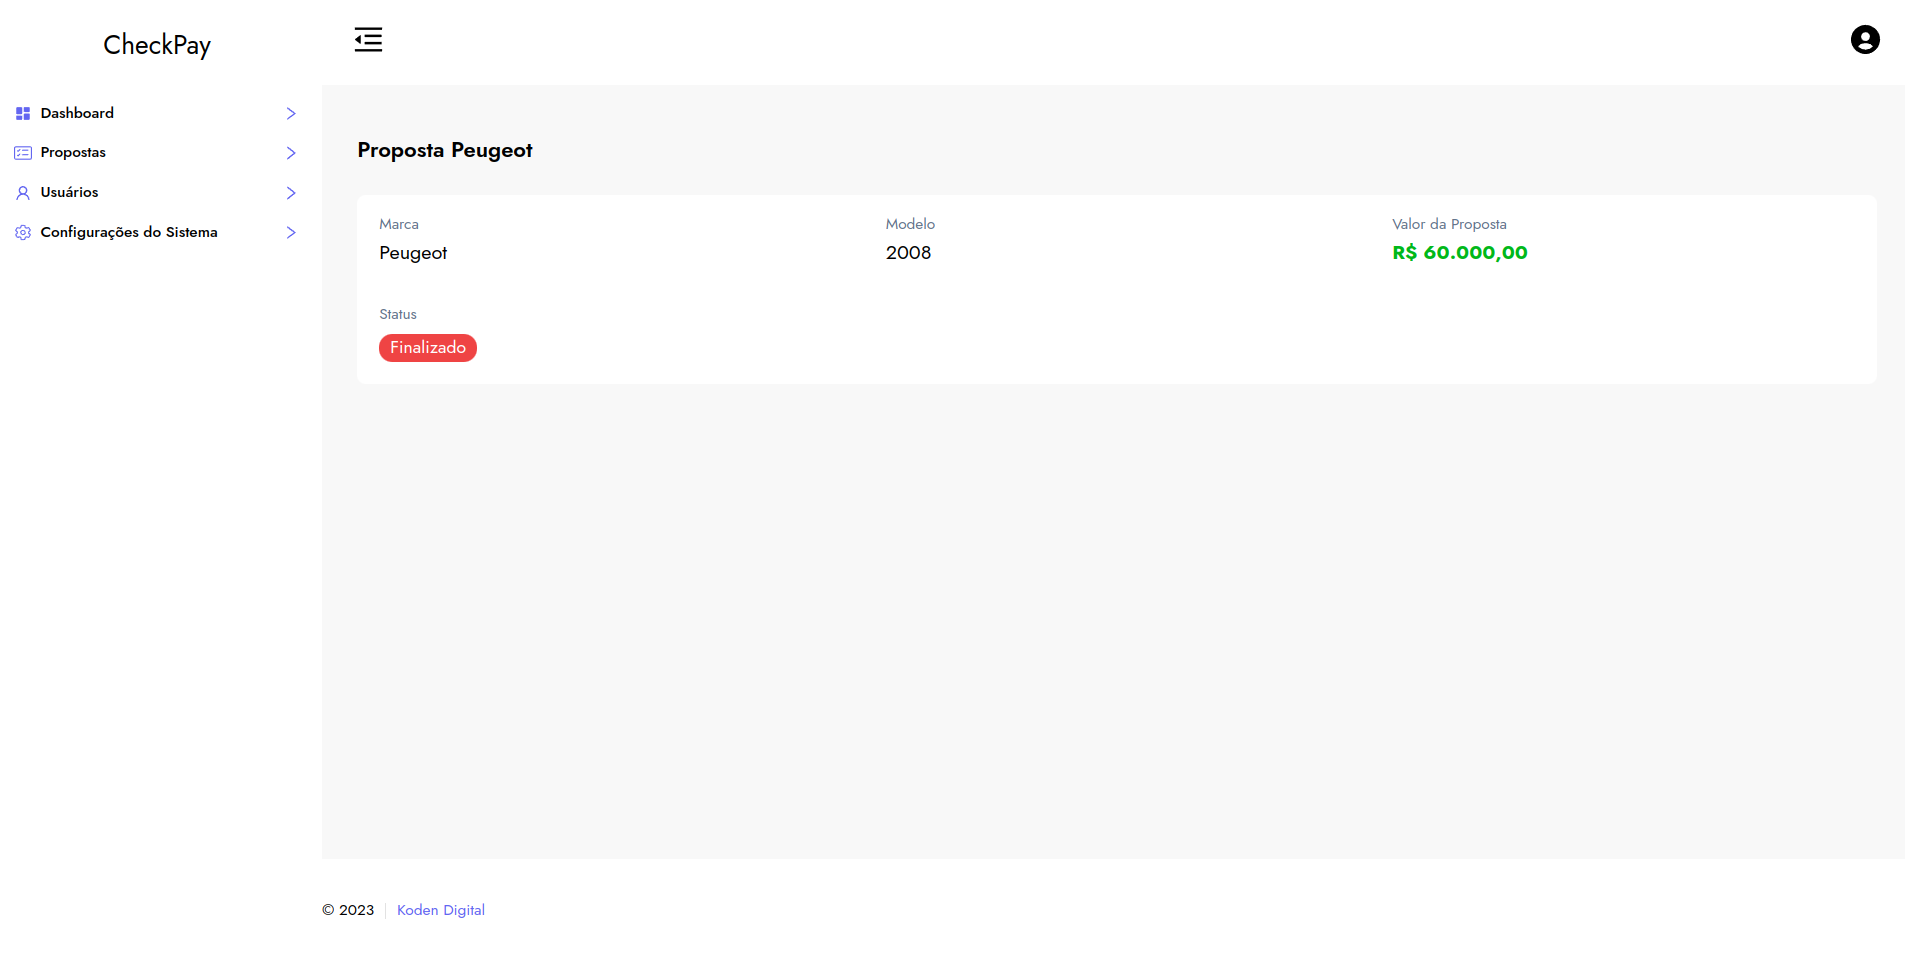 CheckPay
Dashboard
Propostas
Usuários
Configurações do Sistema
Proposta Peugeot
Marca
Peugeot
Modelo
2008
Valor da Proposta
R$ 60.000,00
Status
Finalizado
© 2023
Koden Digital